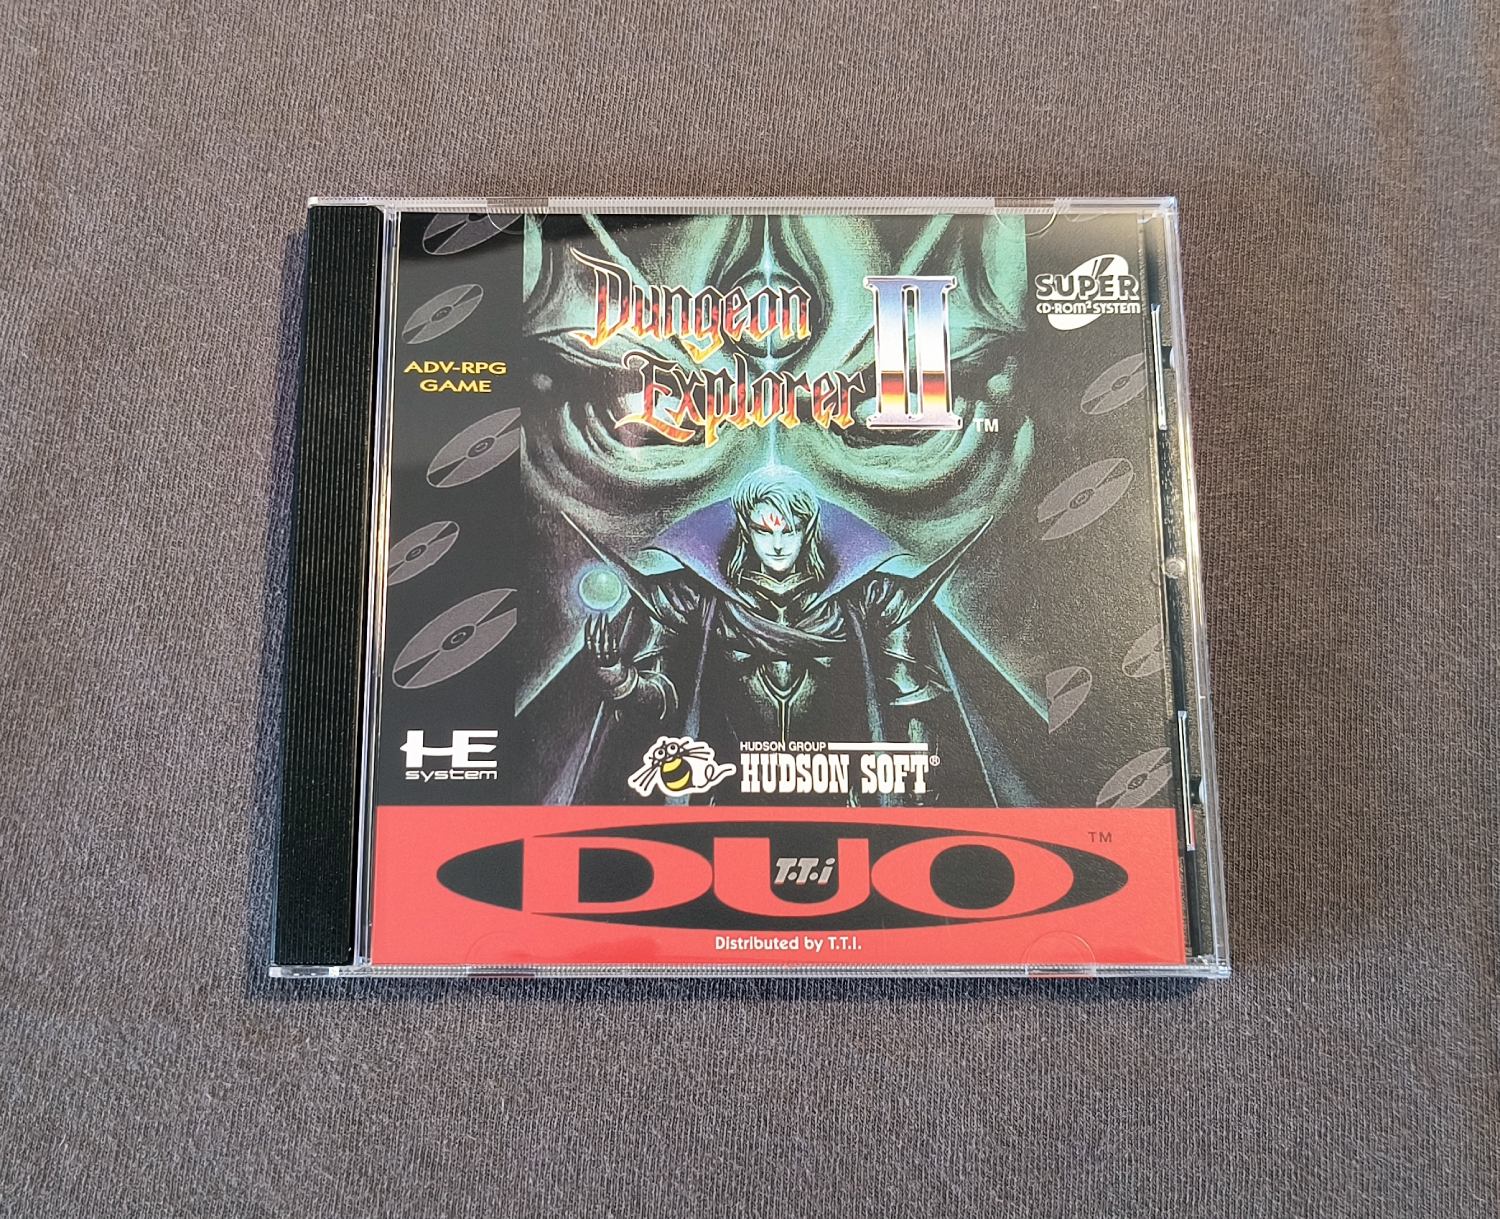 Dungeon
Explorer II
TM
SUPER
CD-ROM² SYSTEM
ADV-RPG
GAME
HE
system
HUDSON GROUP
HUDSON SOFT®
DUO
TM
T.T.i
Distributed by T.T.I.